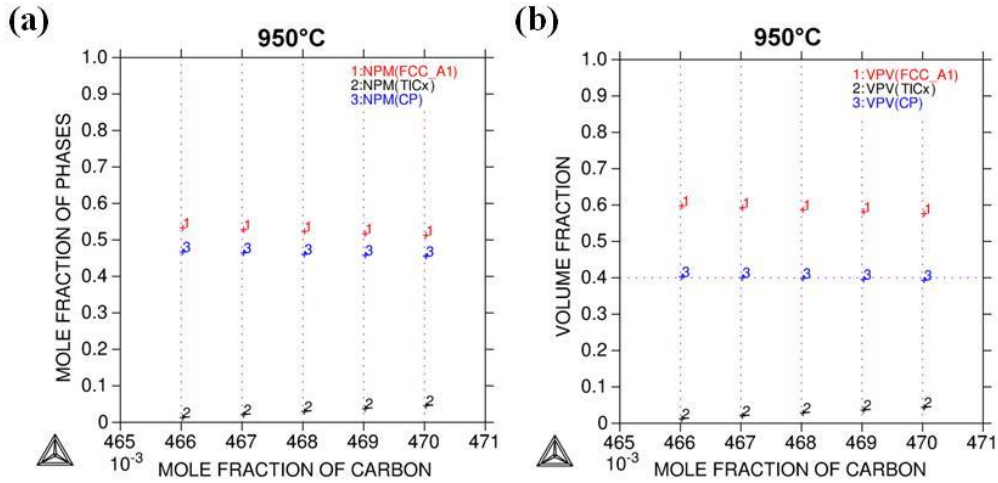 (a)
950°C
1:NPM(FCC_A1)
2:NPM(TICx)
3:NPM(CP)
MOLE FRACTION OF PHASES
1.0
0.9
0.8
0.7
0.6
0.5
0.4
0.3
0.2
0.1
0
1 1 1 1 1
3 3 3 3 3
2 2 2 2 2
465 466 467 468 469 470 471
10-3 MOLE FRACTION OF CARBON
(b)
950°C
1:VPV(FCC_A1)
2:VPV(TICx)
3:VPV(CP)
VOLUME FRACTION
1.0
0.9
0.8
0.7
0.6
0.5
0.4
0.3
0.2
0.1
0
1 1 1 1 1
3 3 3 3 3
2 2 2 2 2
465 466 467 468 469 470 471
10-3 MOLE FRACTION OF CARBON